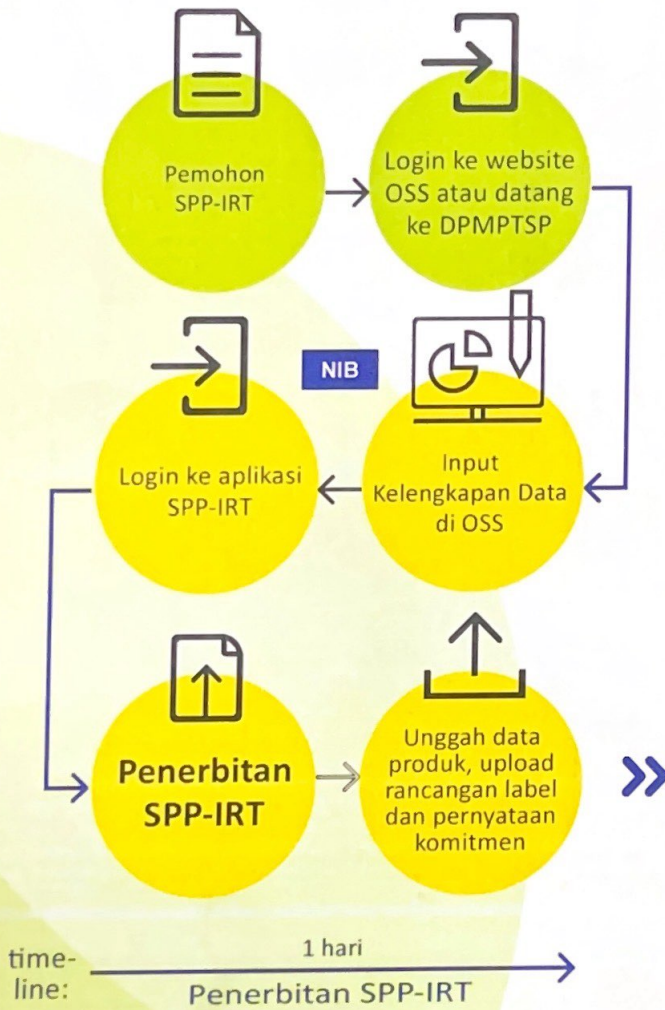 Pemohon
SPP-IRT
Login ke website
OSS atau datang
ke DPMPTSP
NIB
Input
Kelengkapan Data
di OSS
Login ke aplikasi
SPP-IRT
Penerbitan
SPP-IRT
Unggah data
produk, upload
rancangan label
dan pernyataan
komitmen
time-
line:
1 hari
Penerbitan SPP-IRT